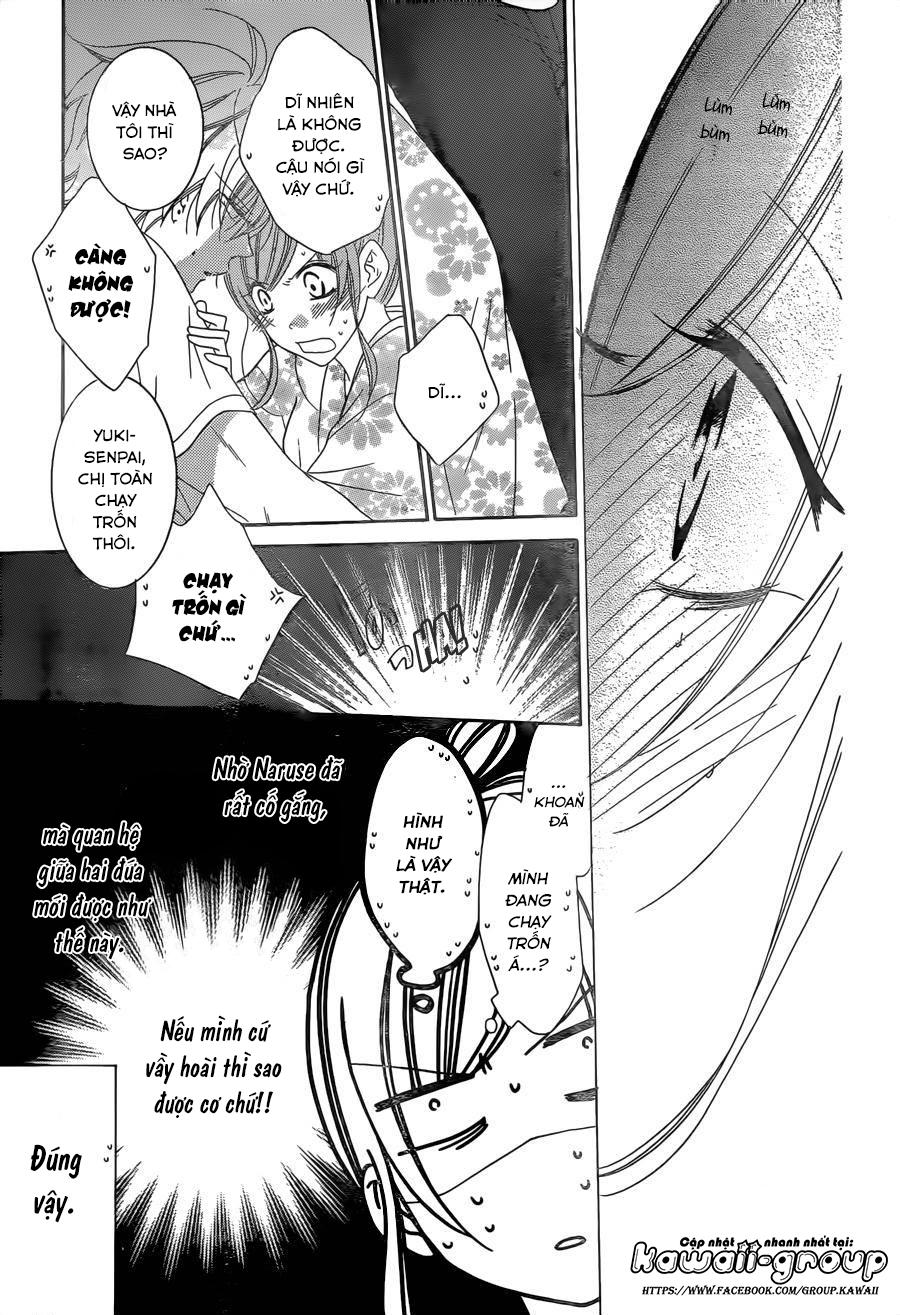 Lùm
bùm
Lùm
bùm
DĨ...
DĨ NHIÊN
LÀ KHÔNG
ĐƯỢC.
CẬU NÓI GÌ
VẬY CHỨ.
VẬY NHÀ
TÔI THÌ
SAO?
CÀNG
KHÔNG
ĐƯỢC!
YUKI-
SENPAI,
CHỊ TOÀN
CHẠY
TRỐN
THÔI.
CHẠY
TRỐN GÌ
CHỨ...
HA!
...
KHOAN
ĐÃ
MÌNH
ĐANG
CHẠY
TRỐN
Á...?
HÌNH
NHƯ
LÀ VẬY
THẬT.
Nhờ Naruse đã
rất cố gắng,
mà quan hệ
giữa hai đứa
mới được như
thế này.
Nếu mình cứ
vầy hoài thì sao
được cơ chứ!!
Đúng
vậy.
Cập nhật nhanh nhất tại:
kawaii-group
HTTPS://WWW.FACEBOOK.COM/GROUP.KAWAII